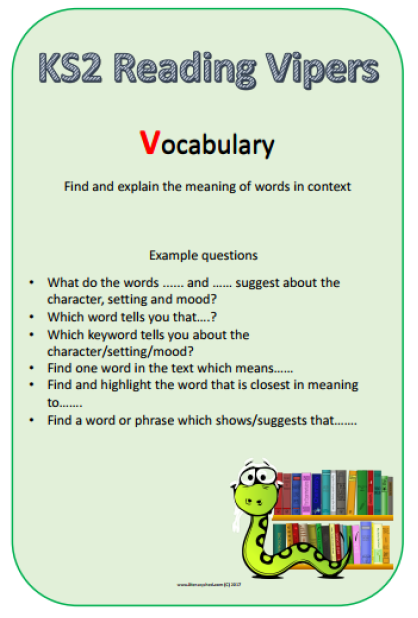 KS2 Reading Vipers
Vocabulary
Find and explain the meaning of words in context
Example questions
• What do the words ...... and ...... suggest about the
character, setting and mood?
• Which word tells you that....?
• Which keyword tells you about the
character/setting/mood?
• Find one word in the text which means......
• Find and highlight the word that is closest in meaning
to.......
• Find a word or phrase which shows/suggests that.......
www.literacyshed.com (C) 2017